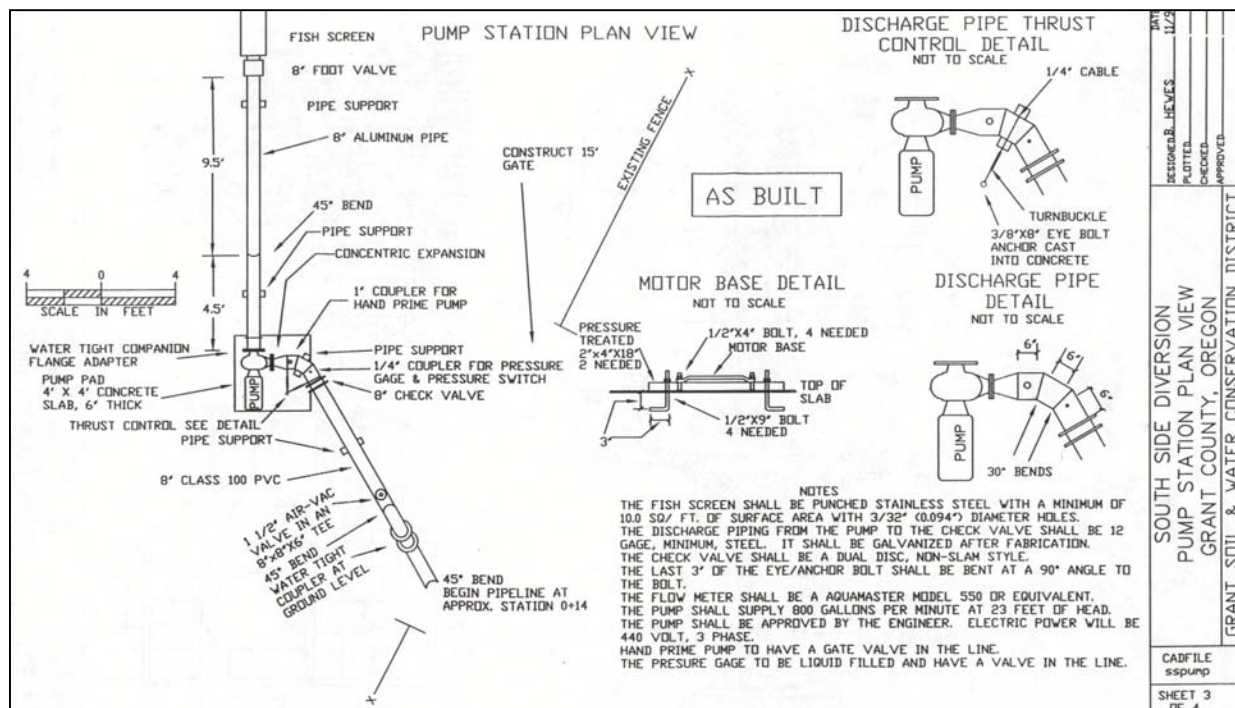 FISH SCREEN
PUMP STATION PLAN VIEW
8" FOOT VALVE
PIPE SUPPORT
8" ALUMINUM PIPE
9.5'
45° BEND
PIPE SUPPORT
CONCENTRIC EXPANSION
4 0 4
SCALE IN FEET
4.5'
1" COUPLER FOR
HAND PRIME PUMP
WATER TIGHT COMPANION
FLANGE ADAPTER
PIPE SUPPORT
1/4" COUPLER FOR PRESSURE
GAGE & PRESSURE SWITCH
8" CHECK VALVE
PUMP PAD
4' X 4' CONCRETE
SLAB, 6" THICK
PUMP
THRUST CONTROL SEE DETAIL
PIPE SUPPORT
8" CLASS 100 PVC
1 1/2" AIR-VAC
VALVE IN AN
8"x8"X6" TEE
45° BEND
WATER TIGHT
COUPLER AT
GROUND LEVEL
45° BEND
BEGIN PIPELINE AT
APPROX. STATION 0+14
X
CONSTRUCT 15'
GATE
EXISTING FENCE
X
AS BUILT
MOTOR BASE DETAIL
NOT TO SCALE
PRESSURE
TREATED
2"x4"X18"
2 NEEDED
1/2"X4" BOLT, 4 NEEDED
MOTOR BASE
TOP OF
SLAB
3"
1/2"X9" BOLT
4 NEEDED
DISCHARGE PIPE THRUST
CONTROL DETAIL
NOT TO SCALE
1/4" CABLE
PUMP
TURNBUCKLE
3/8"X8" EYE BOLT
ANCHOR CAST
INTO CONCRETE
DISCHARGE PIPE
DETAIL
NOT TO SCALE
6"
6"
6"
PUMP
30° BENDS
NOTES
THE FISH SCREEN SHALL BE PUNCHED STAINLESS STEEL WITH A MINIMUM OF
10.0 SQ/ FT. OF SURFACE AREA WITH 3/32" (0.094") DIAMETER HOLES.
THE DISCHARGE PIPING FROM THE PUMP TO THE CHECK VALVE SHALL BE 12
GAGE, MINIMUM, STEEL. IT SHALL BE GALVANIZED AFTER FABRICATION.
THE CHECK VALVE SHALL BE A DUAL DISC, NON-SLAM STYLE.
THE LAST 3" OF THE EYE/ANCHOR BOLT SHALL BE BENT AT A 90° ANGLE TO
THE BOLT.
THE FLOW METER SHALL BE A AQUAMASTER MODEL 550 OR EQUIVALENT.
THE PUMP SHALL SUPPLY 800 GALLONS PER MINUTE AT 23 FEET OF HEAD.
THE PUMP SHALL BE APPROVED BY THE ENGINEER. ELECTRIC POWER WILL BE
440 VOLT, 3 PHASE.
HAND PRIME PUMP TO HAVE A GATE VALVE IN THE LINE.
THE PRESURE GAGE TO BE LIQUID FILLED AND HAVE A VALVE IN THE LINE.
DATE
11/9
DESIGNED B. HEWES
PLOTTED
CHECKED
APPROVED
SOUTH SIDE DIVERSION
PUMP STATION PLAN VIEW
GRANT COUNTY, OREGON
GRANT SOIL & WATER CONSERVATION DISTRICT
CADFILE
sspump
SHEET 3
OF 4